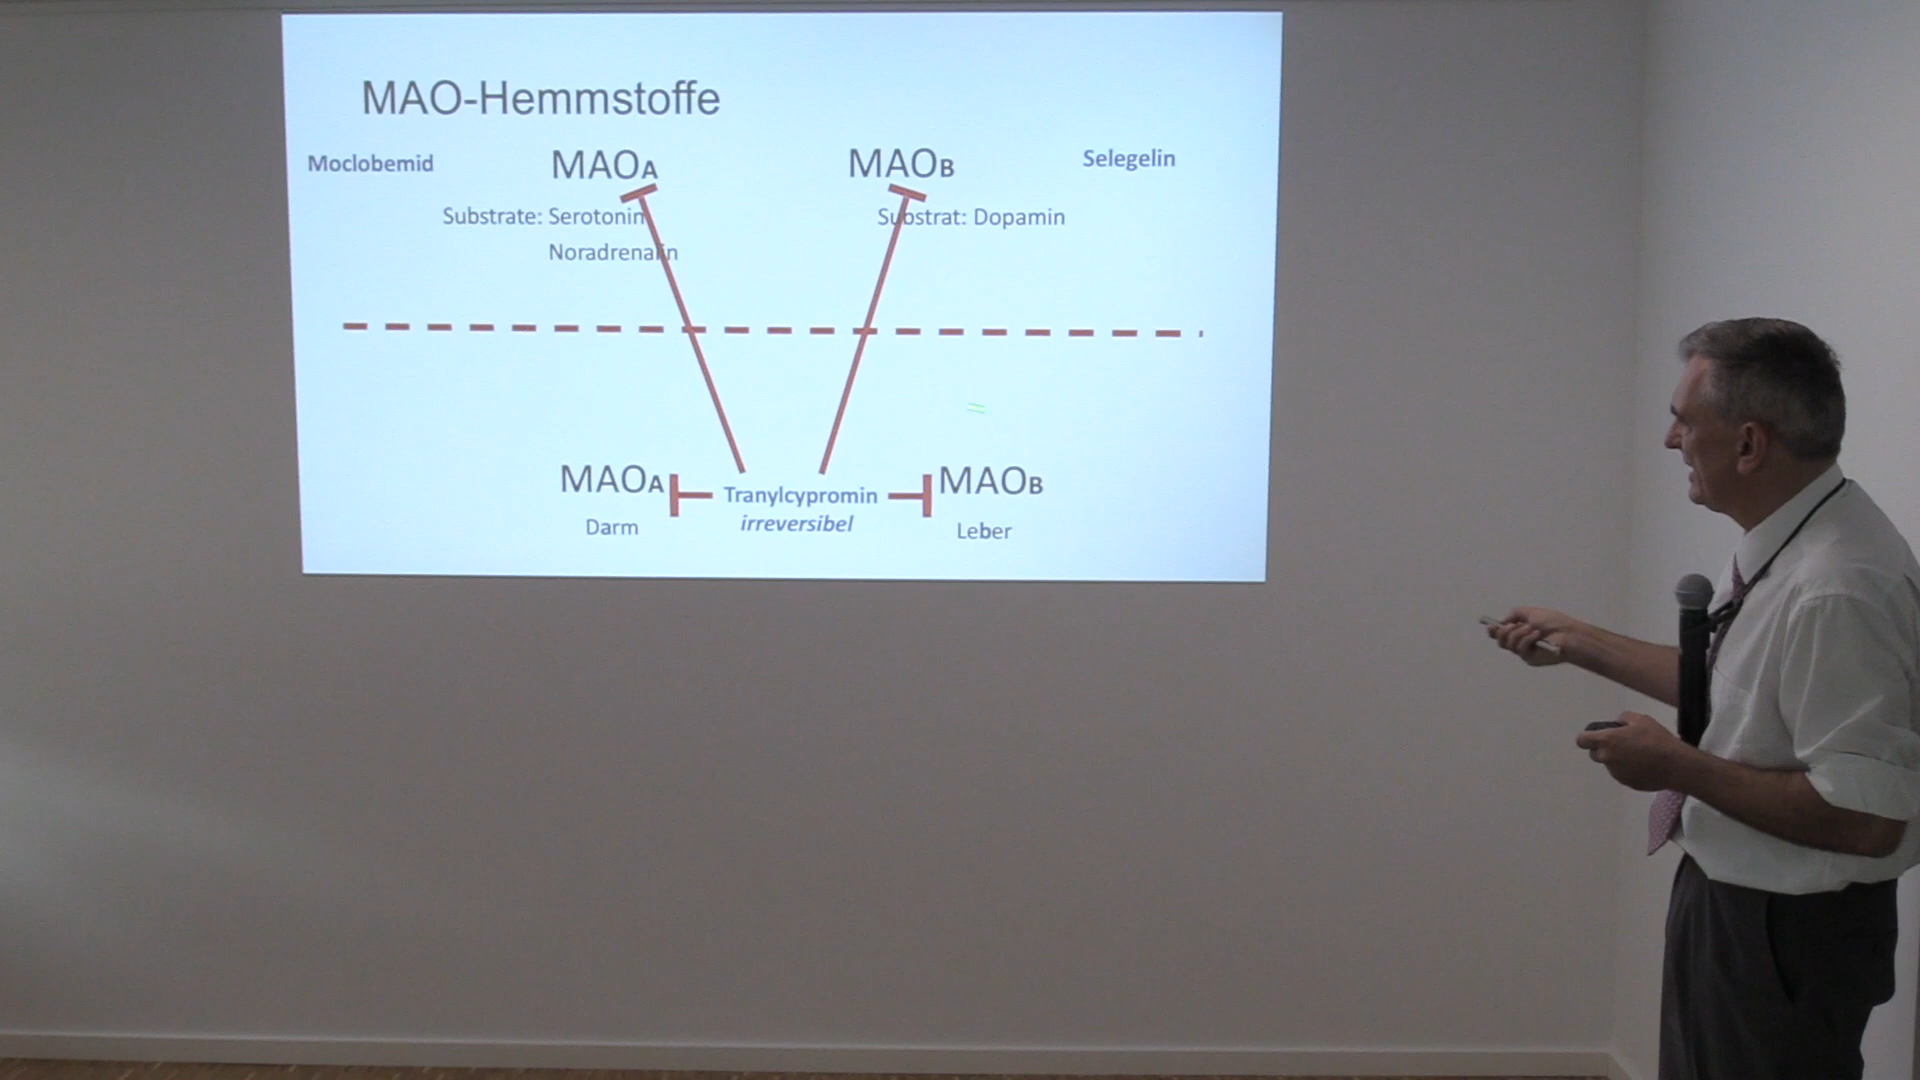 MAO-Hemmstoffe
Moclobemid
MAOA
MAOB
Selegelin
Substrate: Serotonin
Noradrenalin
Substrat: Dopamin
MAOA
Darm
Tranylcypromin
irreversibel
MAOB
Leber